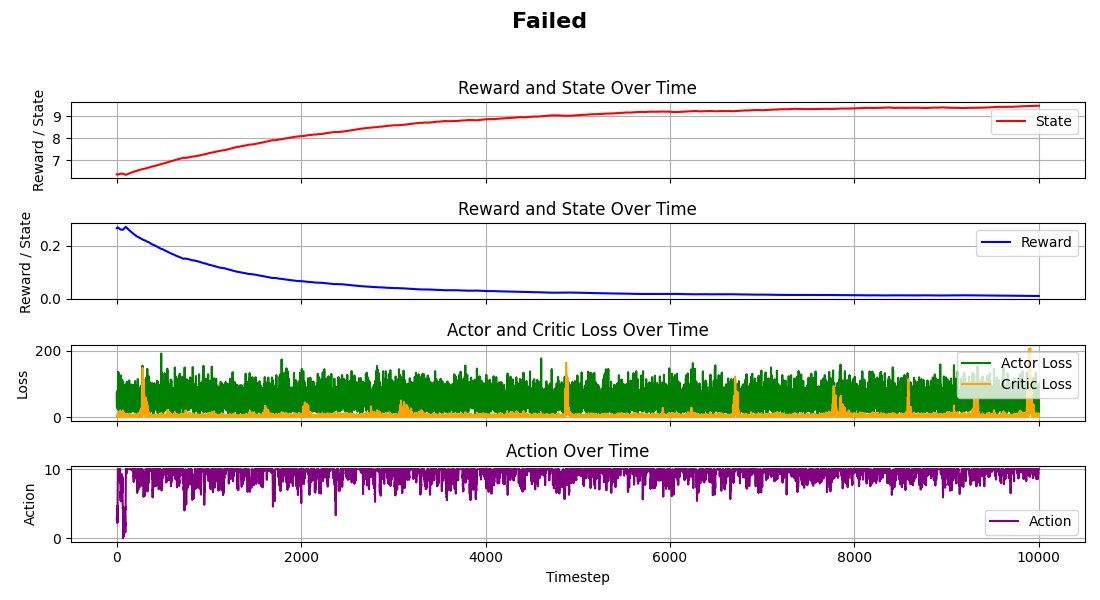 Failed
Reward and State Over Time
Reward / State
9
8
7
State
Reward and State Over Time
Reward / State
0.2
0.0
Reward
Actor and Critic Loss Over Time
Loss
200
0
Actor Loss
Critic Loss
Action Over Time
Action
10
0
Action
0 2000 4000 6000 8000 10000
Timestep